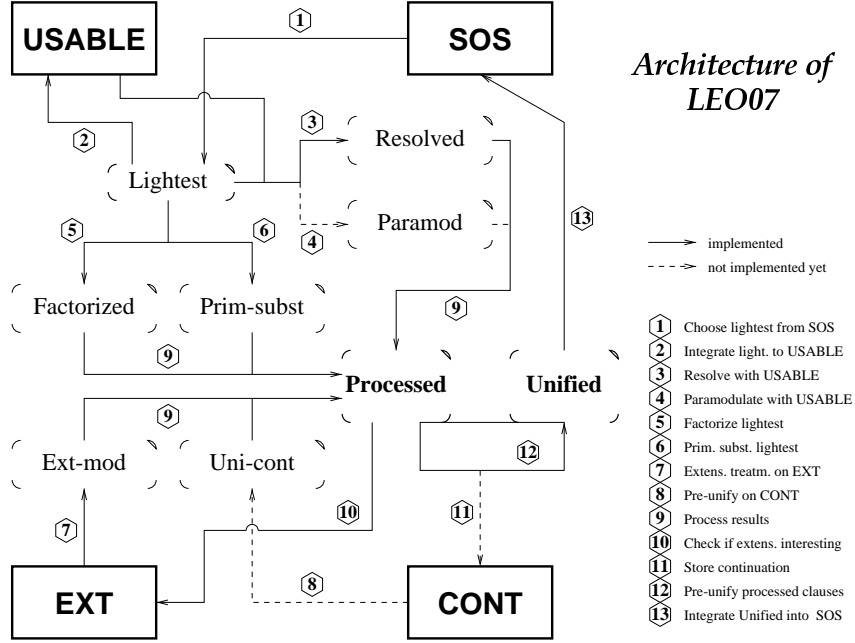 USABLE
SOS
Architecture of
LEO07
1
2
3
Resolved
Lightest
Paramod
4
5
6
13
implemented
not implemented yet
Factorized
Prim-subst
9
9
Processed
Unified
9
12
Ext-mod
Uni-cont
7
10
11
8
EXT
CONT
1 Choose lightest from SOS
2 Integrate light. to USABLE
3 Resolve with USABLE
4 Paramodulate with USABLE
5 Factorize lightest
6 Prim. subst. lightest
7 Extens. treatm. on EXT
8 Pre-unify on CONT
9 Process results
10 Check if extens. interesting
11 Store continuation
12 Pre-unify processed clauses
13 Integrate Unified into SOS